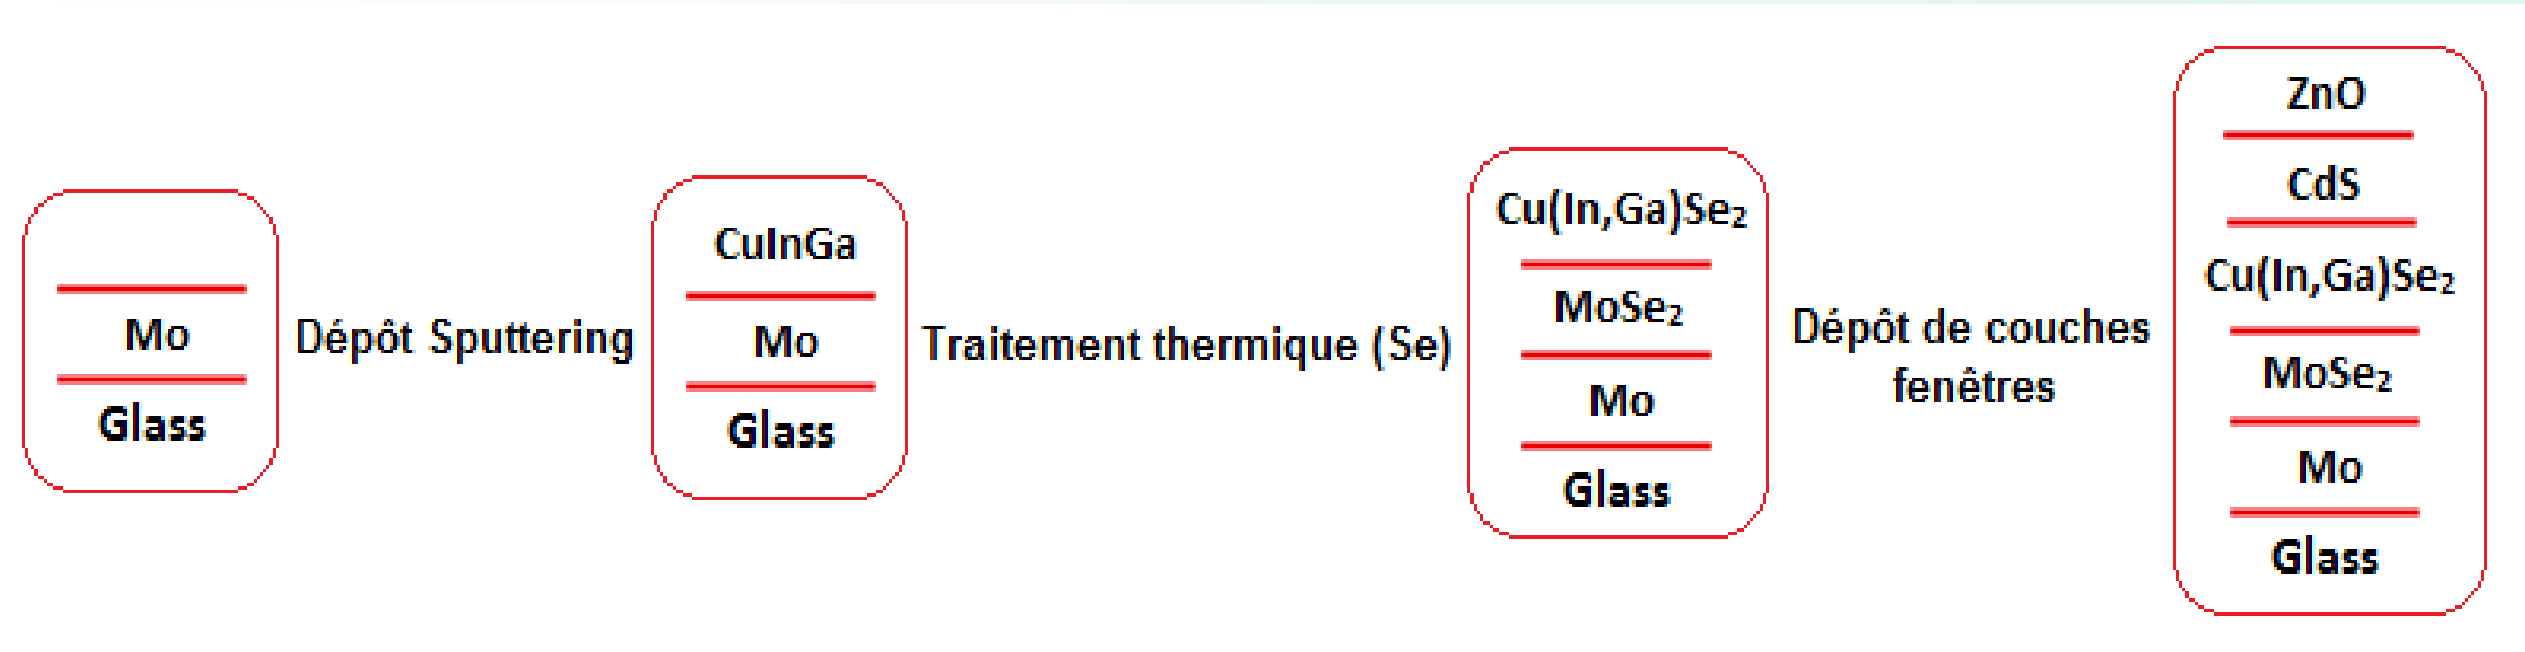 Mo
Glass
Dépôt Sputtering
CuInGa
Mo
Glass
Traitement thermique (Se)
Cu(In,Ga)Se₂
MoSe₂
Mo
Glass
Dépôt de couches
fenêtres
ZnO
CdS
Cu(In,Ga)Se₂
MoSe₂
Mo
Glass